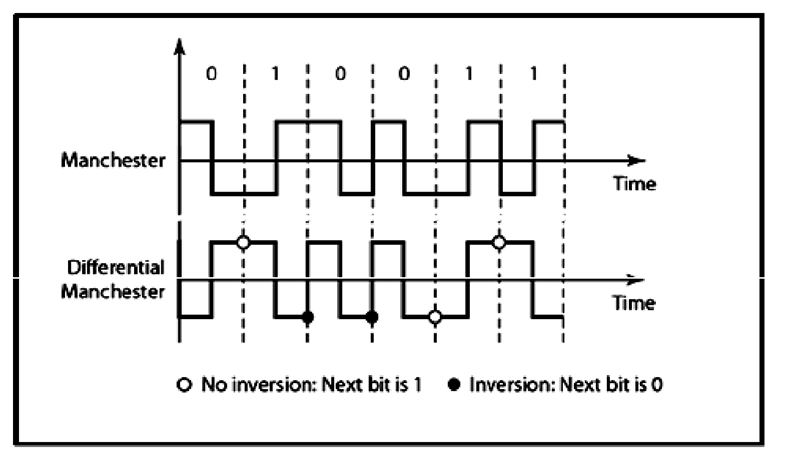 0 1 0 0 1 1
Manchester
Time
Differential
Manchester
Time
No inversion: Next bit is 1
Inversion: Next bit is 0